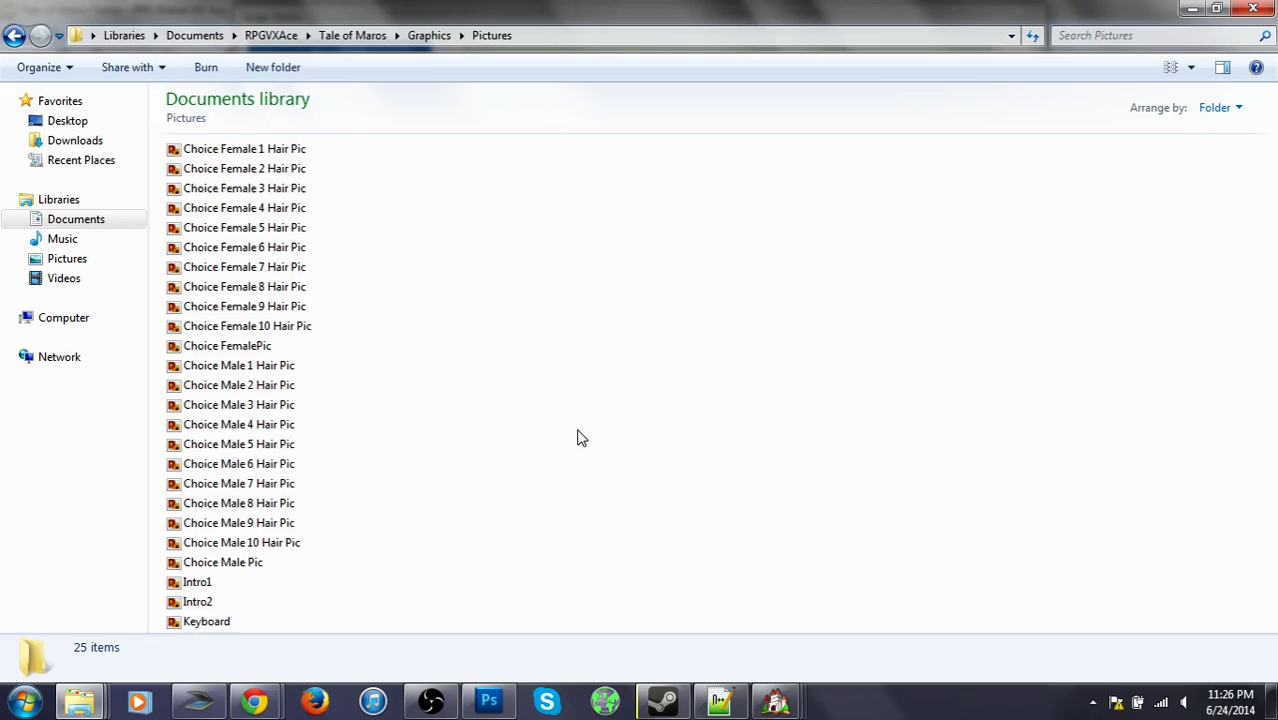 Libraries Documents RPGVXAce Tale of Maros Graphics Pictures Search Pictures
Organize Share with Burn New folder
Documents library
Pictures
Arrange by: Folder
Favorites
Desktop
Downloads
Recent Places
Libraries
Documents
Music
Pictures
Videos
Computer
Network
Choice Female 1 Hair Pic
Choice Female 2 Hair Pic
Choice Female 3 Hair Pic
Choice Female 4 Hair Pic
Choice Female 5 Hair Pic
Choice Female 6 Hair Pic
Choice Female 7 Hair Pic
Choice Female 8 Hair Pic
Choice Female 9 Hair Pic
Choice Female 10 Hair Pic
Choice FemalePic
Choice Male 1 Hair Pic
Choice Male 2 Hair Pic
Choice Male 3 Hair Pic
Choice Male 4 Hair Pic
Choice Male 5 Hair Pic
Choice Male 6 Hair Pic
Choice Male 7 Hair Pic
Choice Male 8 Hair Pic
Choice Male 9 Hair Pic
Choice Male 10 Hair Pic
Choice Male Pic
Intro1
Intro2
Keyboard
25 items
Ps
11:26 PM
6/24/2014